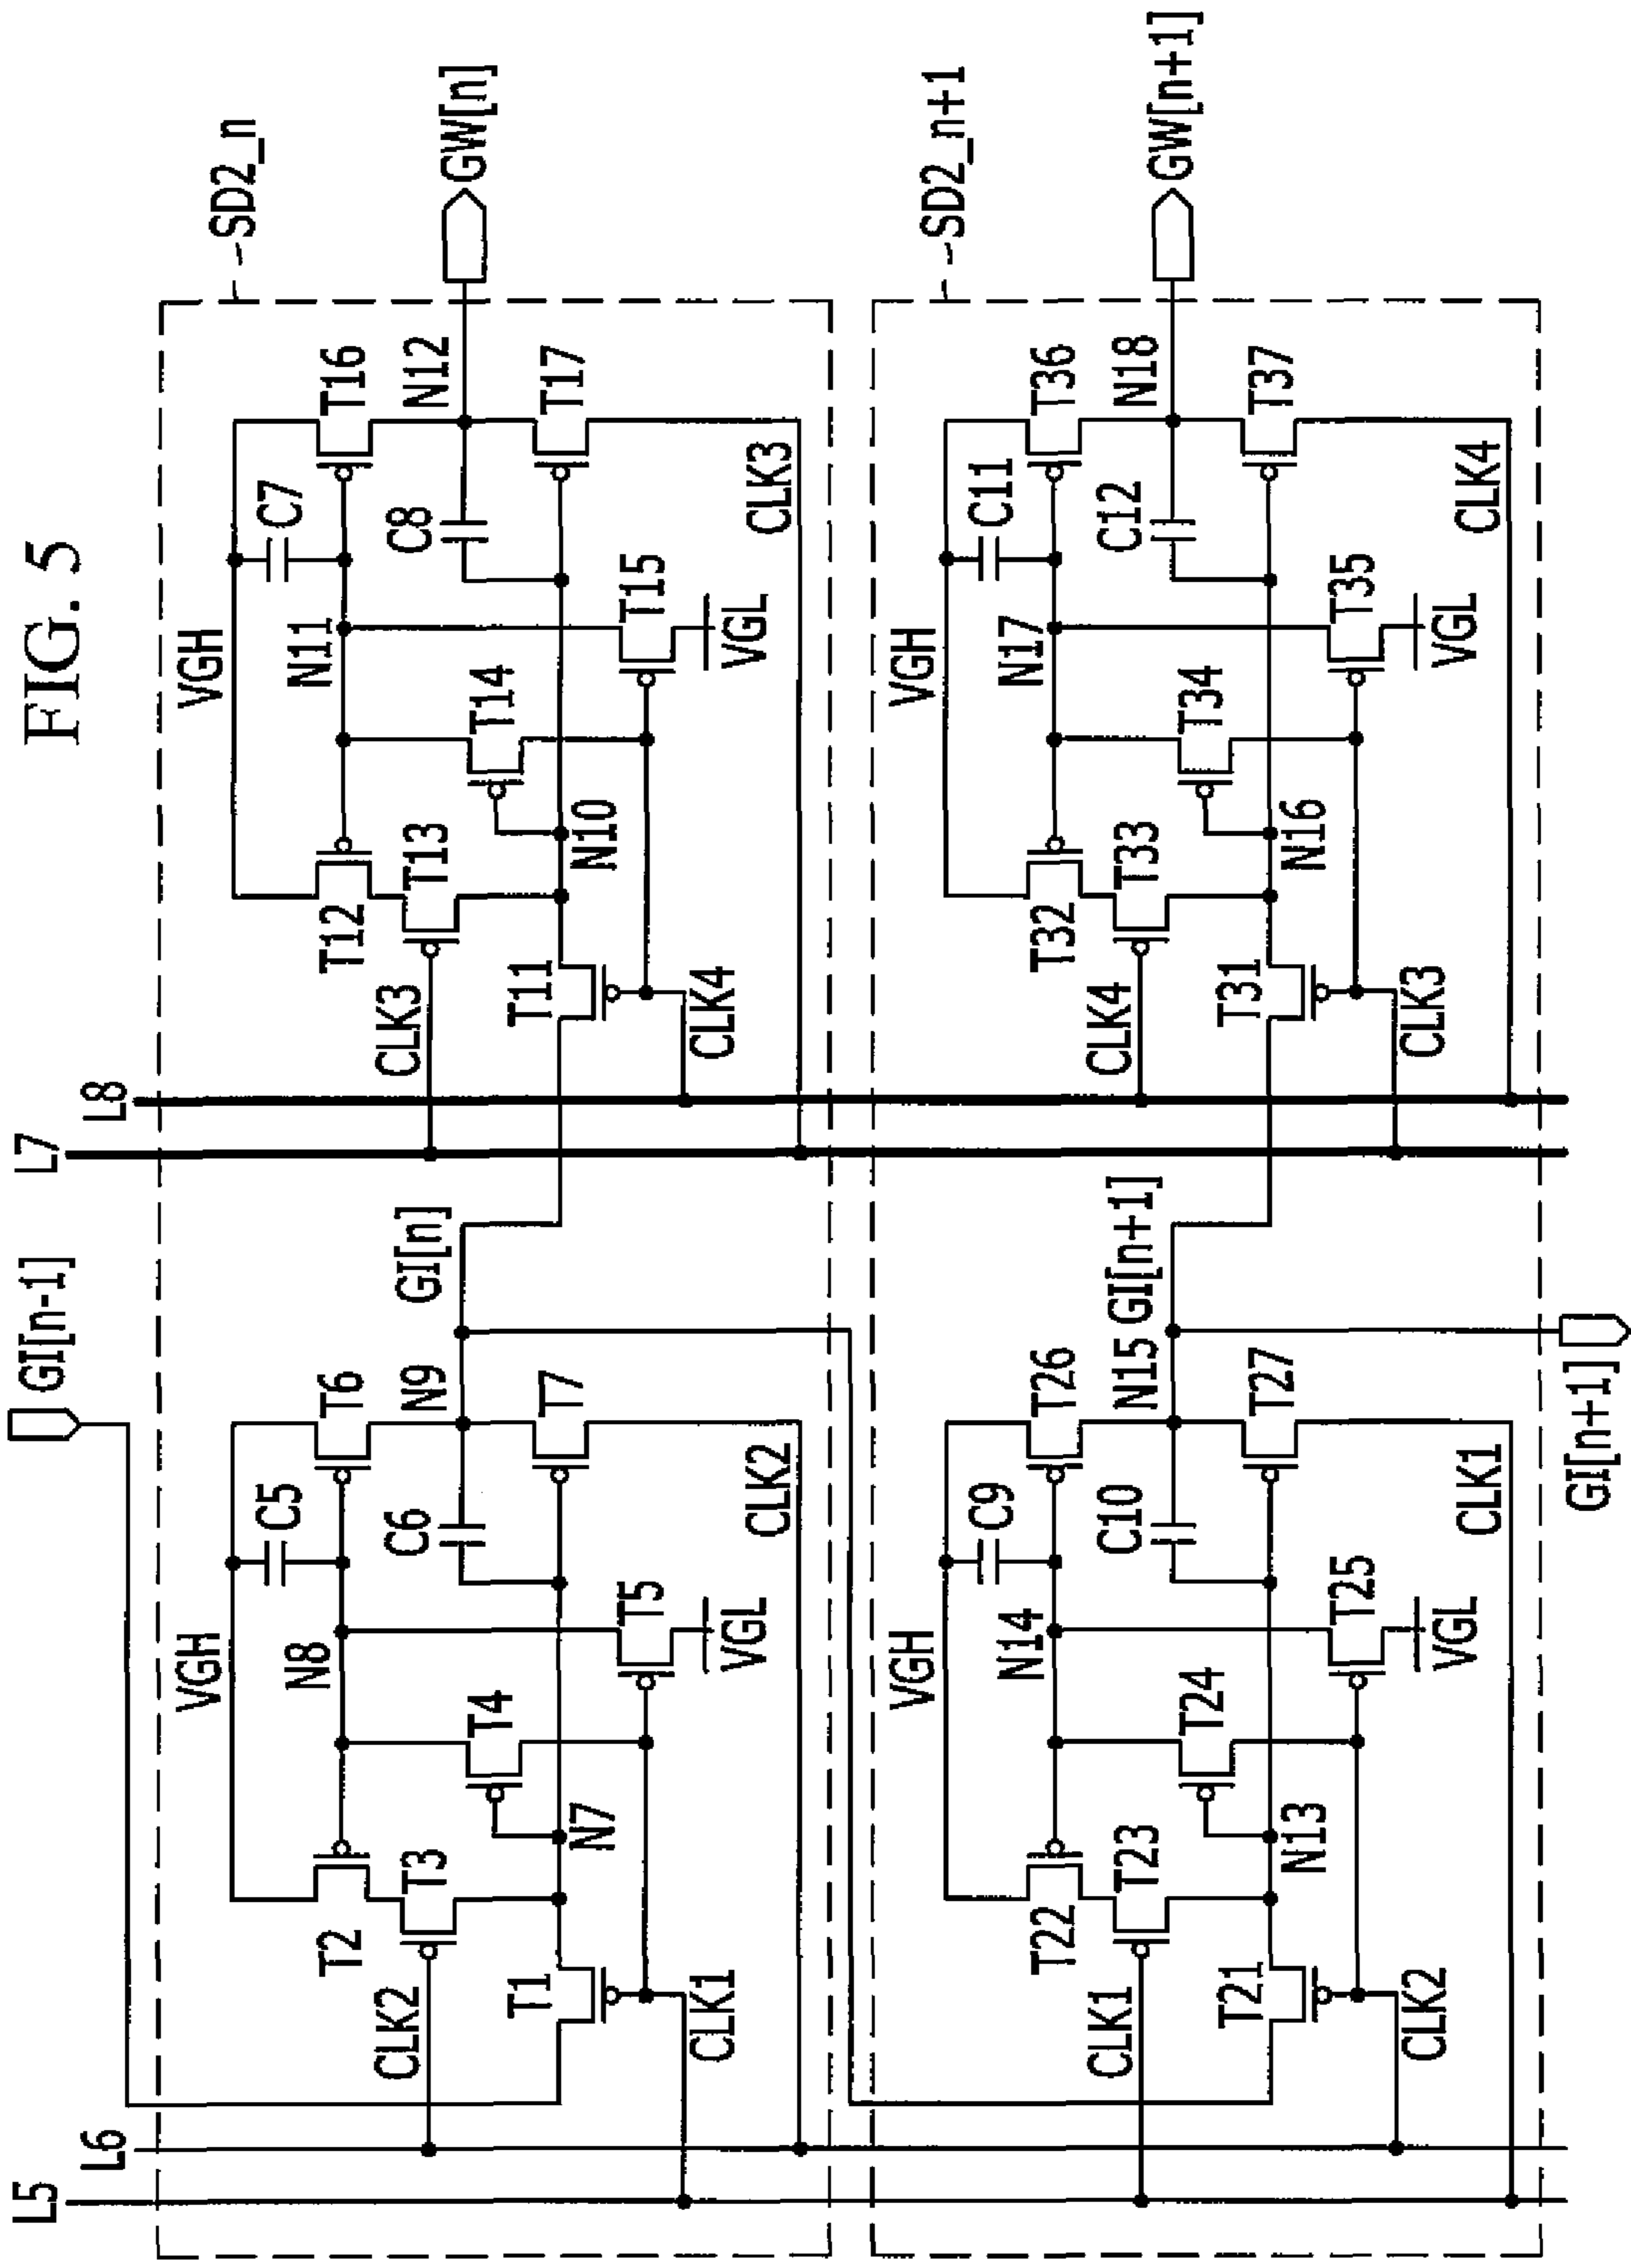 FIG. 5
L5
L6
L7
L8
GI[n-1]
SD2_n
VGH
C5
T6
N8
T2
T3
T4
T5
N9
C6
T7
GI[n]
CLK2
N7
T1
VGL
CLK1
CLK2
VGH
C7
T16
N11
T12
T13
T14
T15
N12
C8
T17
GW[n]
CLK3
N10
T11
VGL
CLK4
CLK3
SD2_n+1
VGH
C9
T26
N14
T22
T23
T24
T25
N15
GI[n+1]
C10
T27
CLK1
N13
T21
VGL
CLK2
CLK1
GI[n+1]
VGH
C11
T36
N17
T32
T33
T34
T35
N18
C12
T37
GW[n+1]
CLK4
N16
T31
VGL
CLK3
CLK4